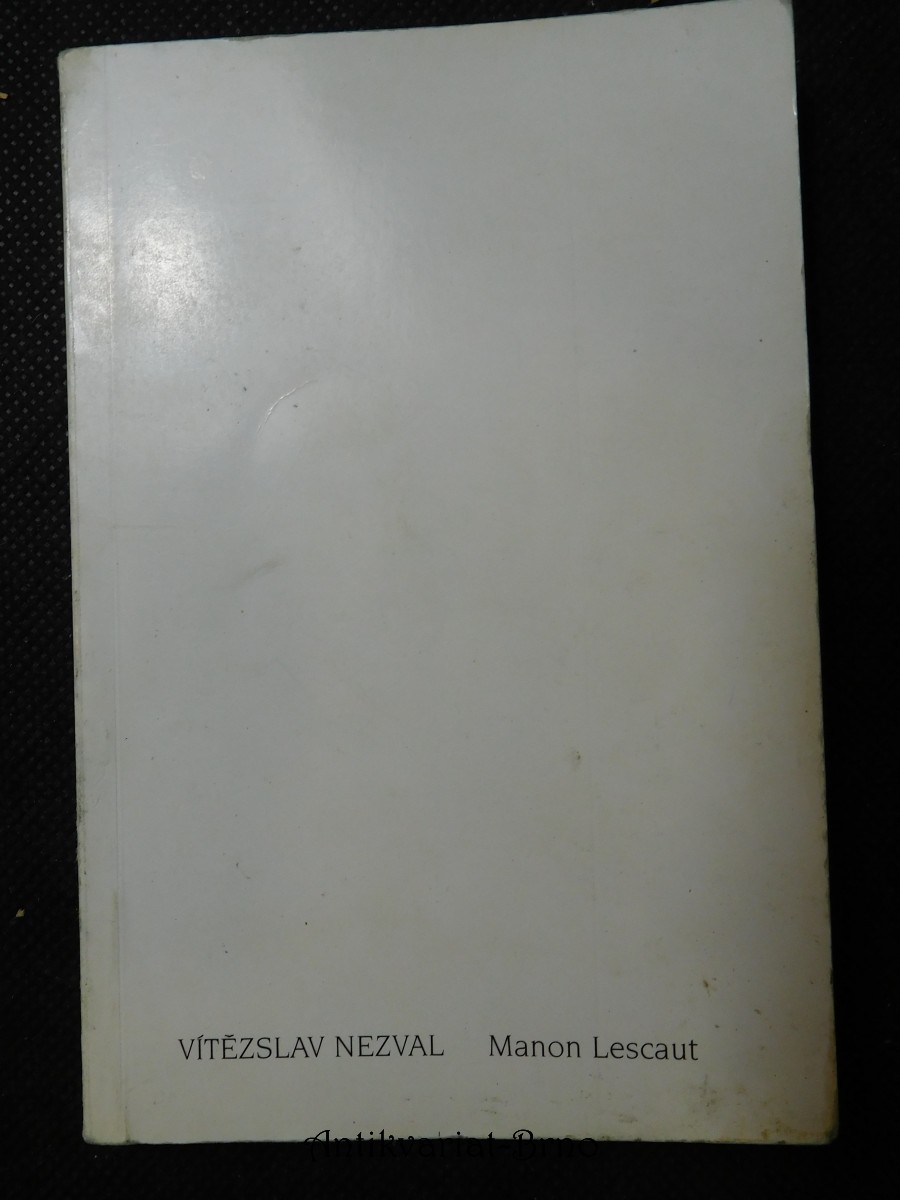 VÍTĚZSLAV NEZVAL Manon Lescaut
Antikvariat-Brno